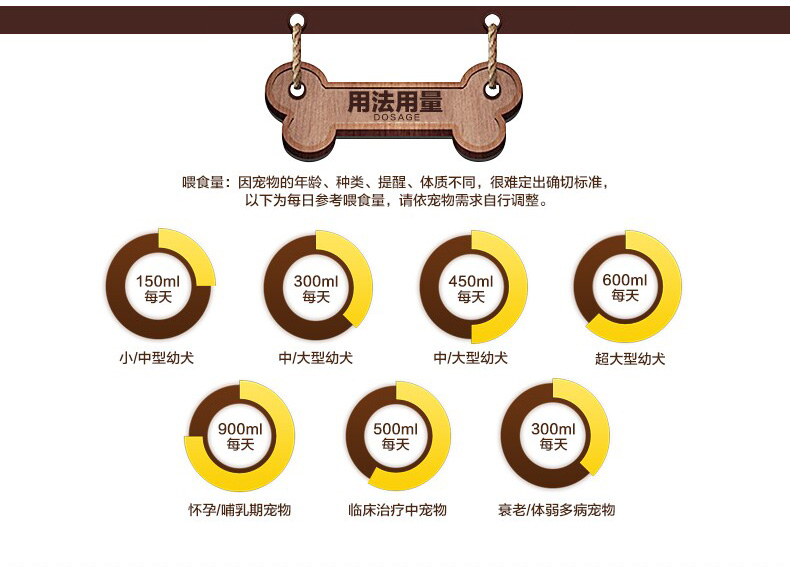 用法用量
DOSAGE
喂食量：因宠物的年龄、种类、提醒、体质不同，很难定出确切标准，
以下为每日参考喂食量，请依宠物需求自行调整。
150ml
每天
300ml
每天
450ml
每天
600ml
每天
小/中型幼犬
中/大型幼犬
中/大型幼犬
超大型幼犬
900ml
每天
500ml
每天
300ml
每天
怀孕/哺乳期宠物
临床治疗中宠物
衰老/体弱多病宠物